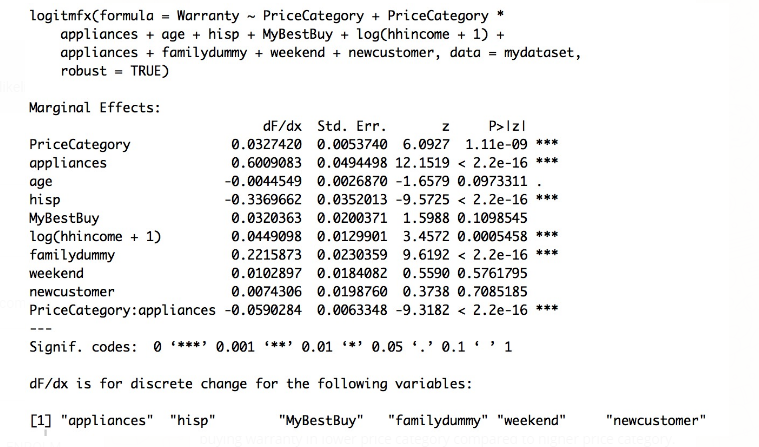 logitmfx(formula = Warranty ~ PriceCategory + PriceCategory *
appliances + age + hisp + MyBestBuy + log(hhincome + 1) +
appliances + familydummy + weekend + newcustomer, data = mydataset,
robust = TRUE)
Marginal Effects:
dF/dx Std. Err. z P>|z|
PriceCategory 0.0327420 0.0053740 6.0927 1.11e-09 ***
appliances 0.6009083 0.0494498 12.1519 < 2.2e-16 ***
age -0.0044549 0.0026870 -1.6579 0.0973311 .
hisp -0.3369662 0.0352013 -9.5725 < 2.2e-16 ***
MyBestBuy 0.0320363 0.0200371 1.5988 0.1098545
log(hhincome + 1) 0.0449098 0.0129901 3.4572 0.0005458 ***
familydummy 0.2215873 0.0230359 9.6192 < 2.2e-16 ***
weekend 0.0102897 0.0184082 0.5590 0.5761795
newcustomer 0.0074306 0.0198760 0.3738 0.7085185
PriceCategory:appliances -0.0590284 0.0063348 -9.3182 < 2.2e-16 ***
---
Signif. codes: 0 ‘***’ 0.001 ‘**’ 0.01 ‘*’ 0.05 ‘.’ 0.1 ‘ ’ 1
dF/dx is for discrete change for the following variables:
[1] "appliances" "hisp" "MyBestBuy" "familydummy" "weekend" "newcustomer"